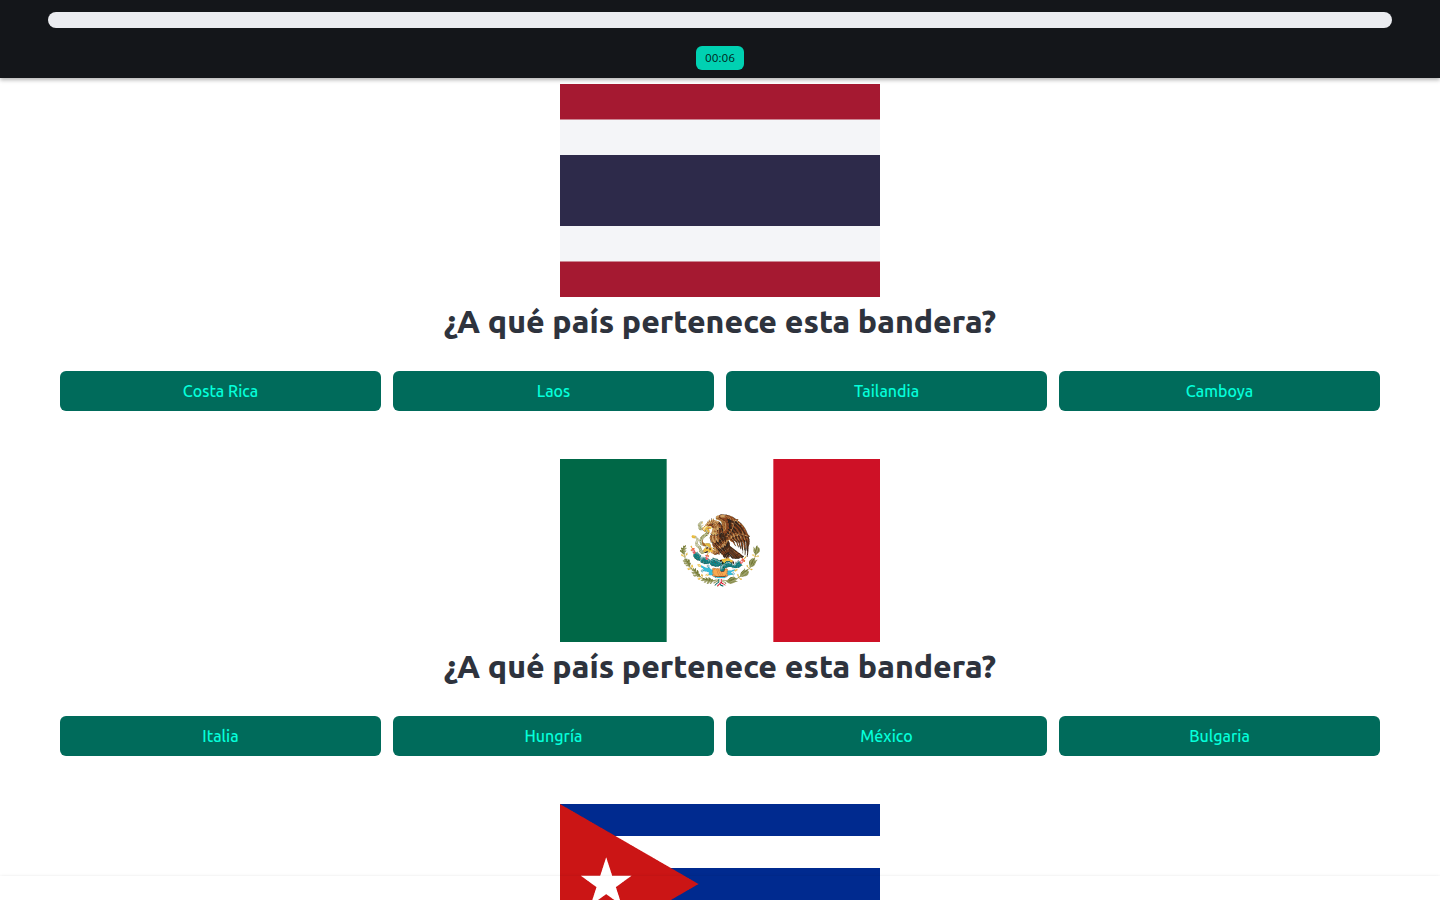 00:06
¿A qué país pertenece esta bandera?
Costa Rica
Laos
Tailandia
Camboya
¿A qué país pertenece esta bandera?
Italia
Hungría
México
Bulgaria